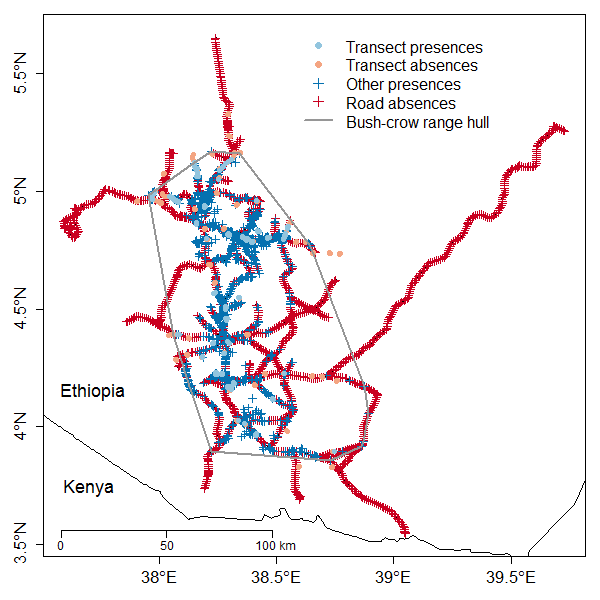 Transect presences
Transect absences
Other presences
Road absences
Bush-crow range hull
5.5°N
5°N
4.5°N
4°N
3.5°N
Ethiopia
Kenya
0 50 100 km
38°E 38.5°E 39°E 39.5°E